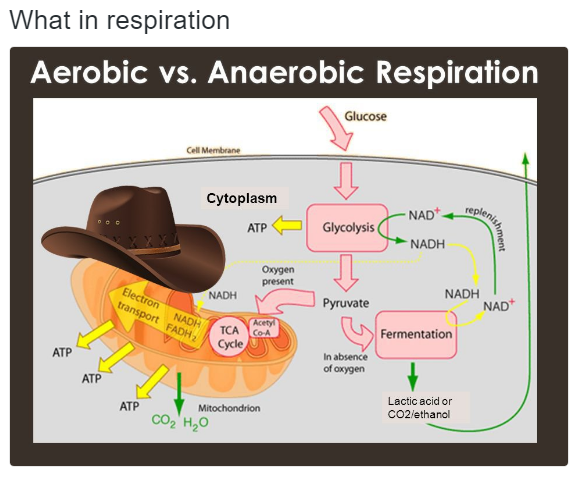 What in respiration
Aerobic vs. Anaerobic Respiration
Glucose
Cell Membrane
Cytoplasm
ATP
Glycolysis
NAD+
replenishment
NADH
Oxygen
present
NADH
Pyruvate
NADH
NAD+
Electron
transport
NADH
FADH2
TCA
Cycle
Acetyl
Co-A
Fermentation
In absence
of oxygen
ATP
ATP
ATP
Mitochondrion
CO2 H2O
Lactic acid or
CO2/ethanol